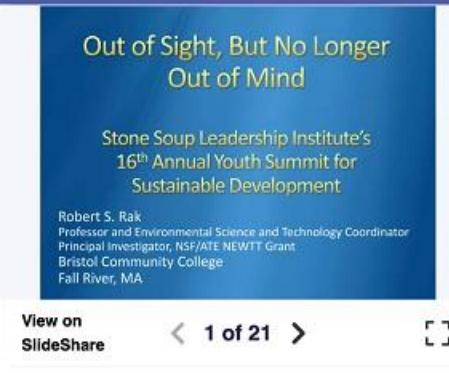 Out of Sight, But No Longer
Out of Mind
Stone Soup Leadership Institute's
16th Annual Youth Summit for
Sustainable Development
Robert S. Rak
Professor and Environmental Science and Technology Coordinator
Principal Investigator, NSF/ATE NEWTT Grant
Bristol Community College
Fall River, MA
View on
SlideShare
1 of 21